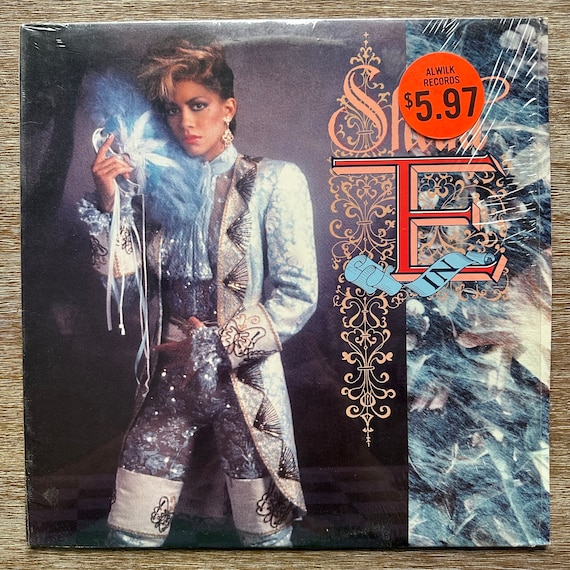 Sheila
E
IN
ALWILK
RECORDS
$5.97